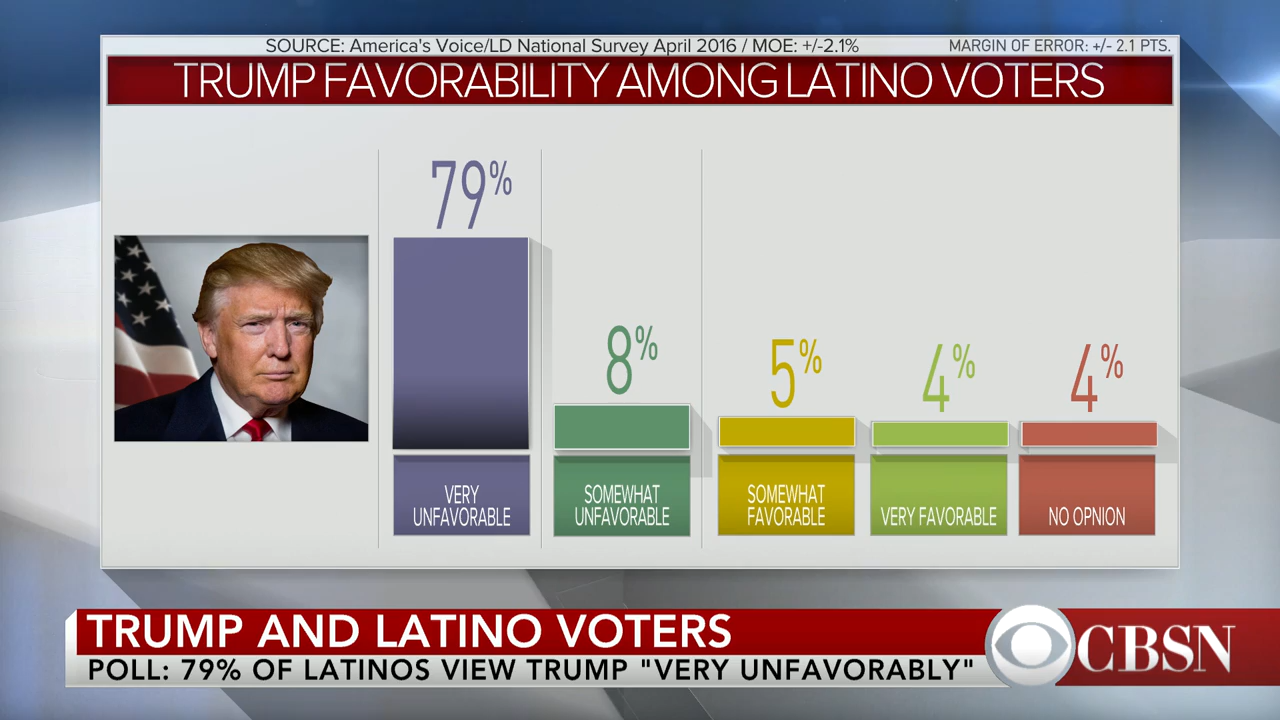 SOURCE: America's Voice/LD National Survey April 2016 / MOE: +/-2.1%
MARGIN OF ERROR: +/- 2.1 PTS.
TRUMP FAVORABILITY AMONG LATINO VOTERS
79%
8%
5%
4%
4%
VERY
UNFAVORABLE
SOMEWHAT
UNFAVORABLE
SOMEWHAT
FAVORABLE
VERY FAVORABLE
NO OPNION
TRUMP AND LATINO VOTERS
POLL: 79% OF LATINOS VIEW TRUMP "VERY UNFAVORABLY"
CBSN